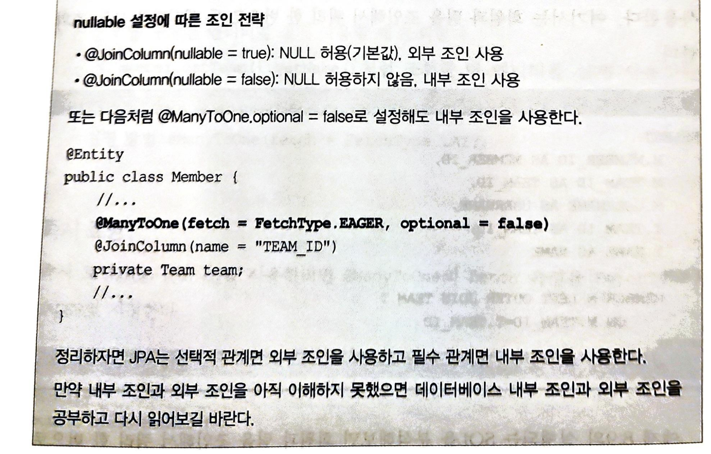 nullable 설정에 따른 조인 전략
• @JoinColumn(nullable = true): NULL 허용(기본값), 외부 조인 사용
• @JoinColumn(nullable = false): NULL 허용하지 않음, 내부 조인 사용
또는 다음처럼 @ManyToOne.optional = false로 설정해도 내부 조인을 사용한다.
@Entity
public class Member {
//...
@ManyToOne(fetch = FetchType.EAGER, optional = false)
@JoinColumn(name = "TEAM_ID")
private Team team;
//...
}
정리하자면 JPA는 선택적 관계면 외부 조인을 사용하고 필수 관계면 내부 조인을 사용한다.
만약 내부 조인과 외부 조인을 아직 이해하지 못했으면 데이터베이스 내부 조인과 외부 조인을
공부하고 다시 읽어보길 바란다.